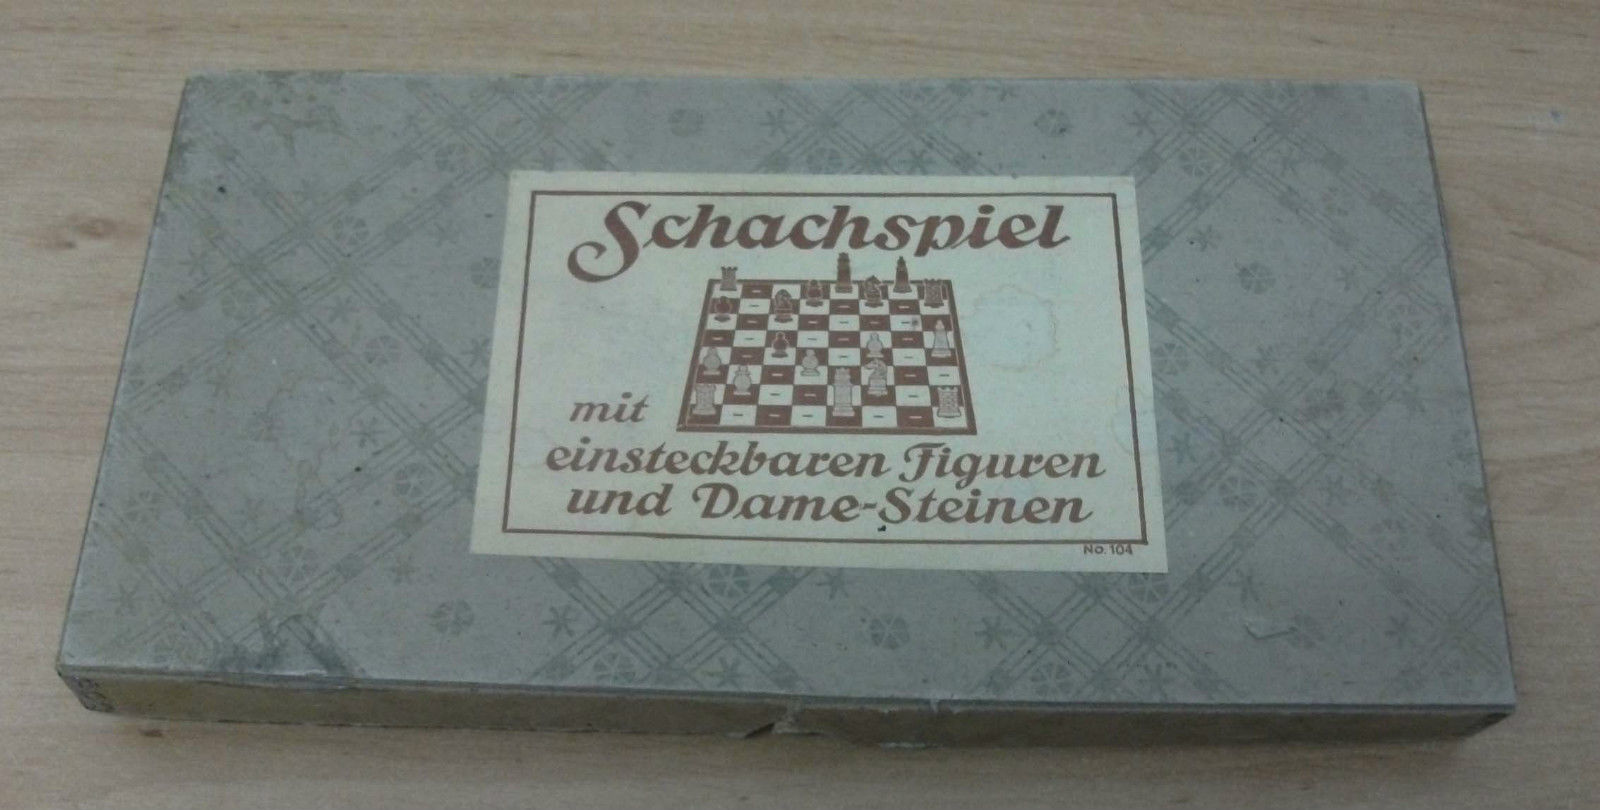 Schachspiel
mit
einsteckbaren Figuren
und Dame-Steinen
No. 104